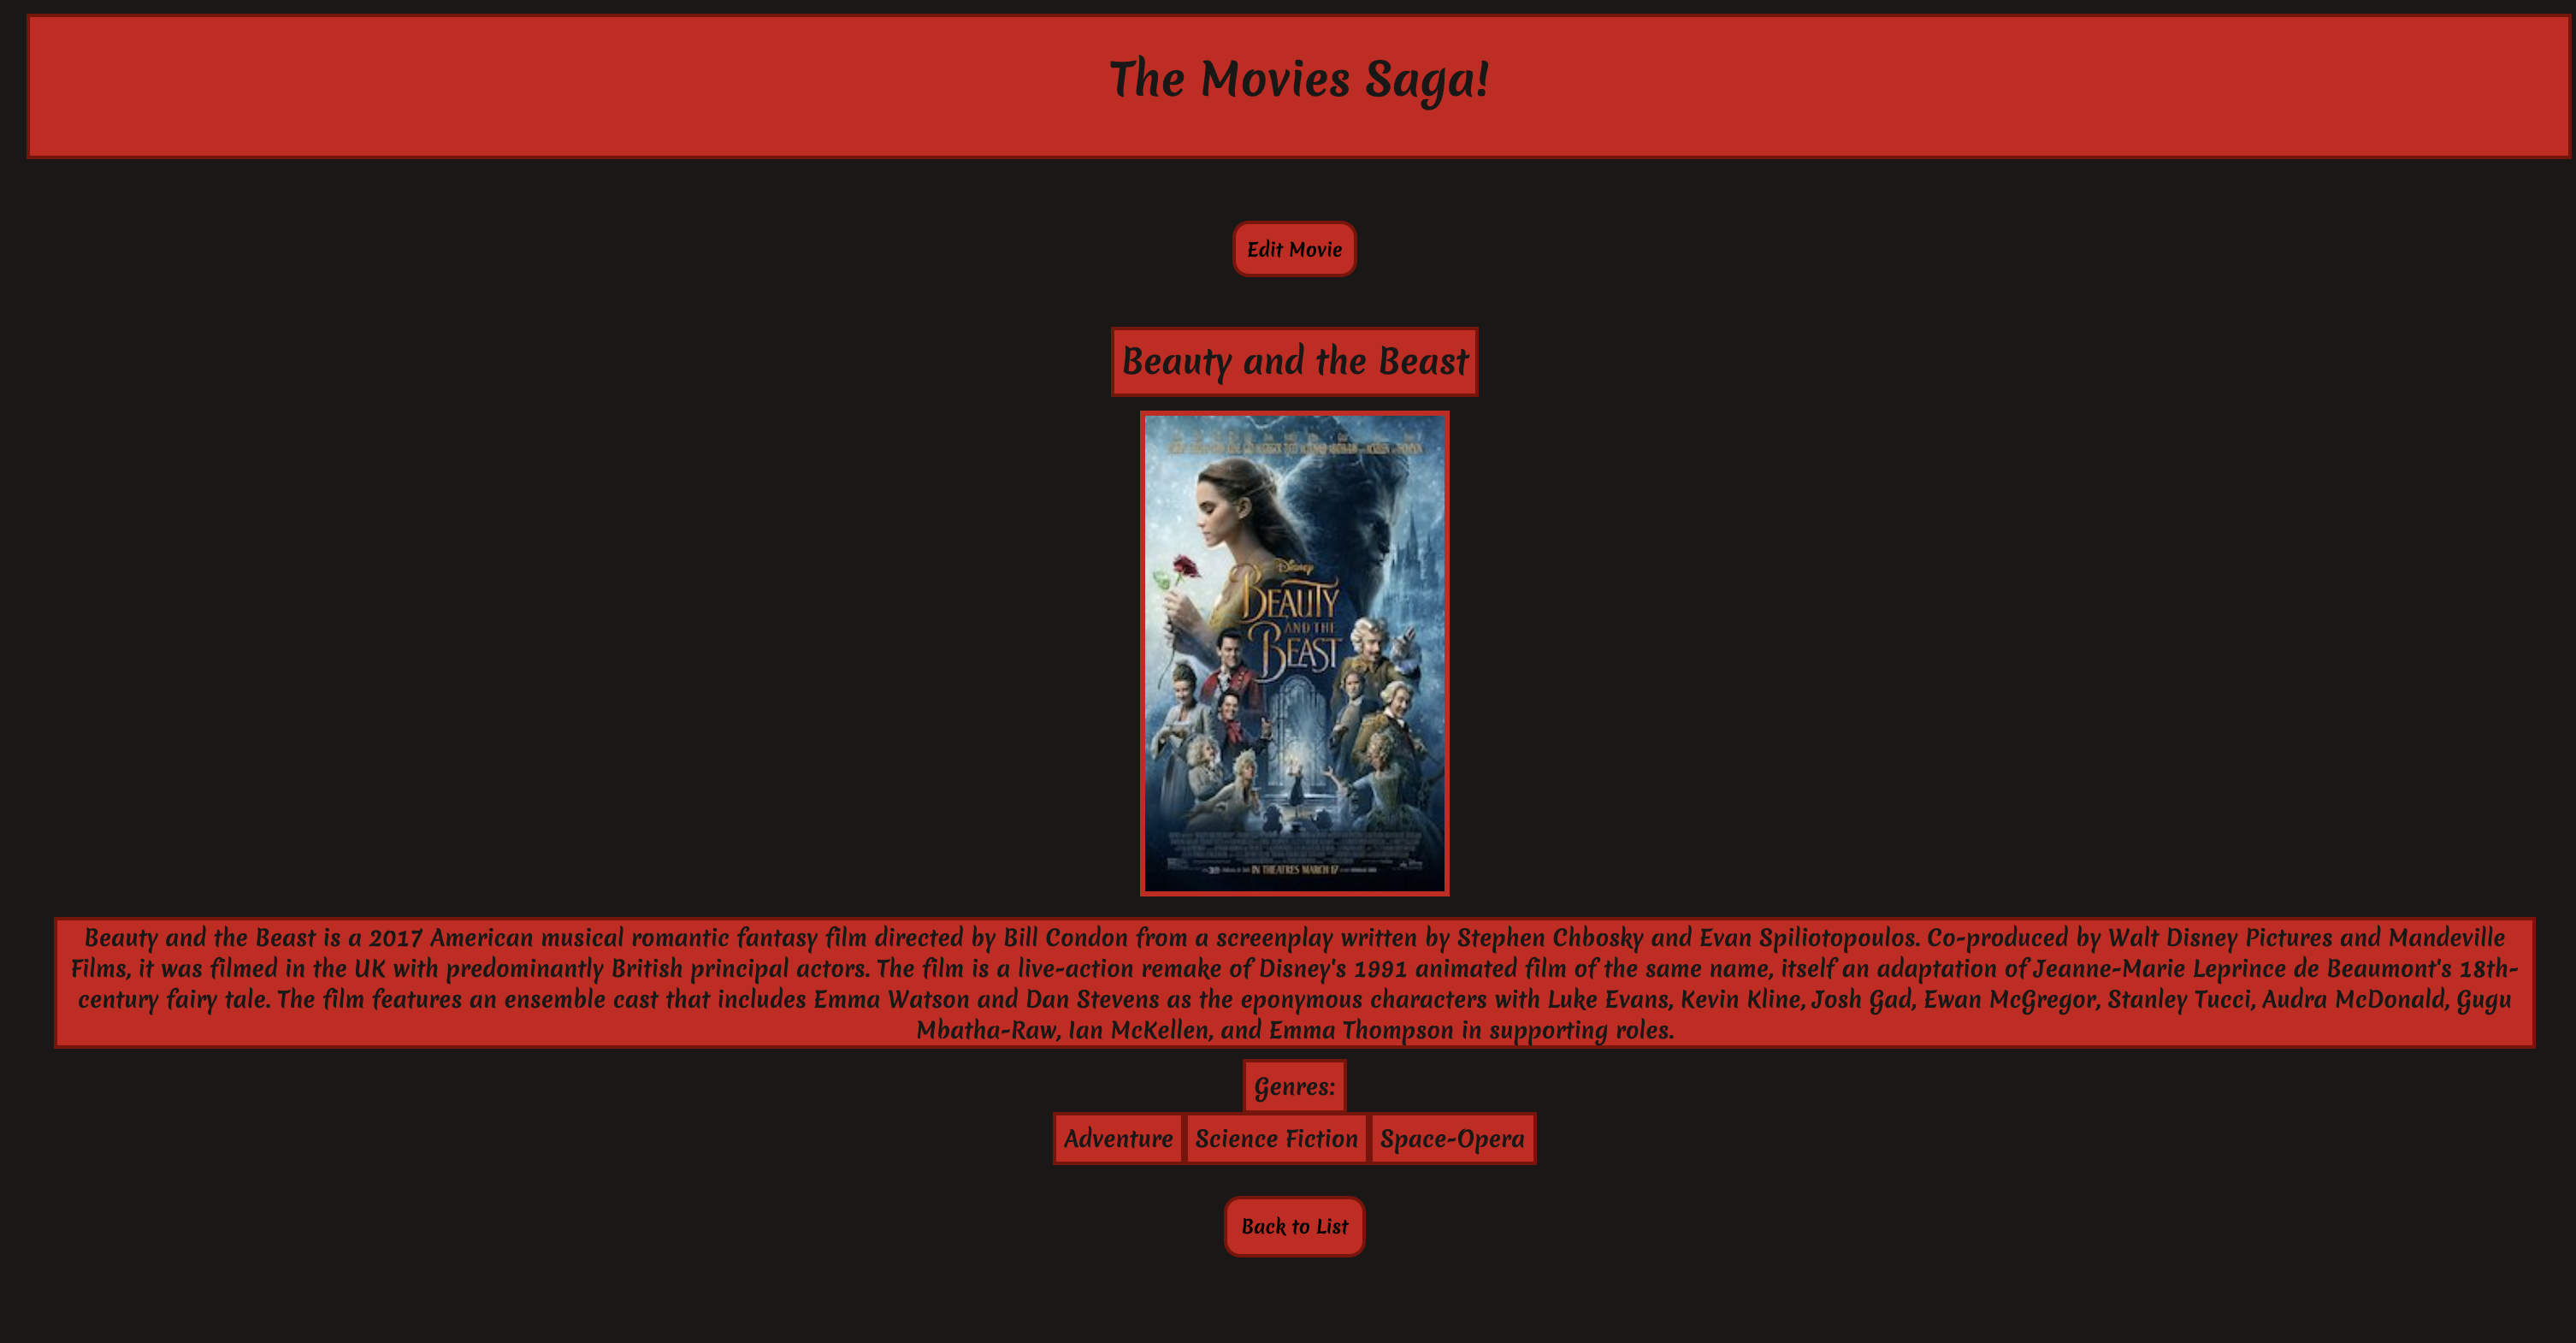 The Movies Saga!
Edit Movie
Beauty and the Beast
Disney
BEAUTY
AND THE
BEAST
IN THEATRES MARCH 17
Beauty and the Beast is a 2017 American musical romantic fantasy film directed by Bill Condon from a screenplay written by Stephen Chbosky and Evan Spiliotopoulos. Co-produced by Walt Disney Pictures and Mandeville
Films, it was filmed in the UK with predominantly British principal actors. The film is a live-action remake of Disney's 1991 animated film of the same name, itself an adaptation of Jeanne-Marie Leprince de Beaumont's 18th-
century fairy tale. The film features an ensemble cast that includes Emma Watson and Dan Stevens as the eponymous characters with Luke Evans, Kevin Kline, Josh Gad, Ewan McGregor, Stanley Tucci, Audra McDonald, Gugu
Mbatha-Raw, Ian McKellen, and Emma Thompson in supporting roles.
Genres:
Adventure Science Fiction Space-Opera
Back to List